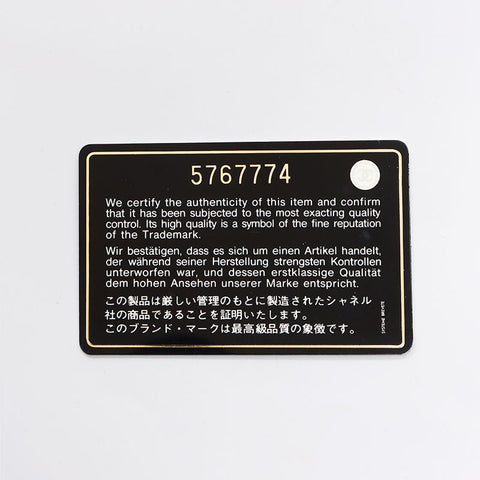 5767774
We certify the authenticity of this item and confirm
that it has been subjected to the most exacting quality
control. Its high quality is a symbol of the fine reputation
of the Trademark.
Wir bestätigen, dass es sich um einen Artikel handelt,
der während seiner Herstellung strengsten Kontrollen
unterworfen war, und dessen erstklassige Qualität
dem hohen Ansehen unserer Marke entspricht.
この製品は厳しい管理のもとに製造されたシャネル
社の商品であることを証明いたします。
このブランド・マークは最高級品質の象徴です。
SYSTEME BREVETE